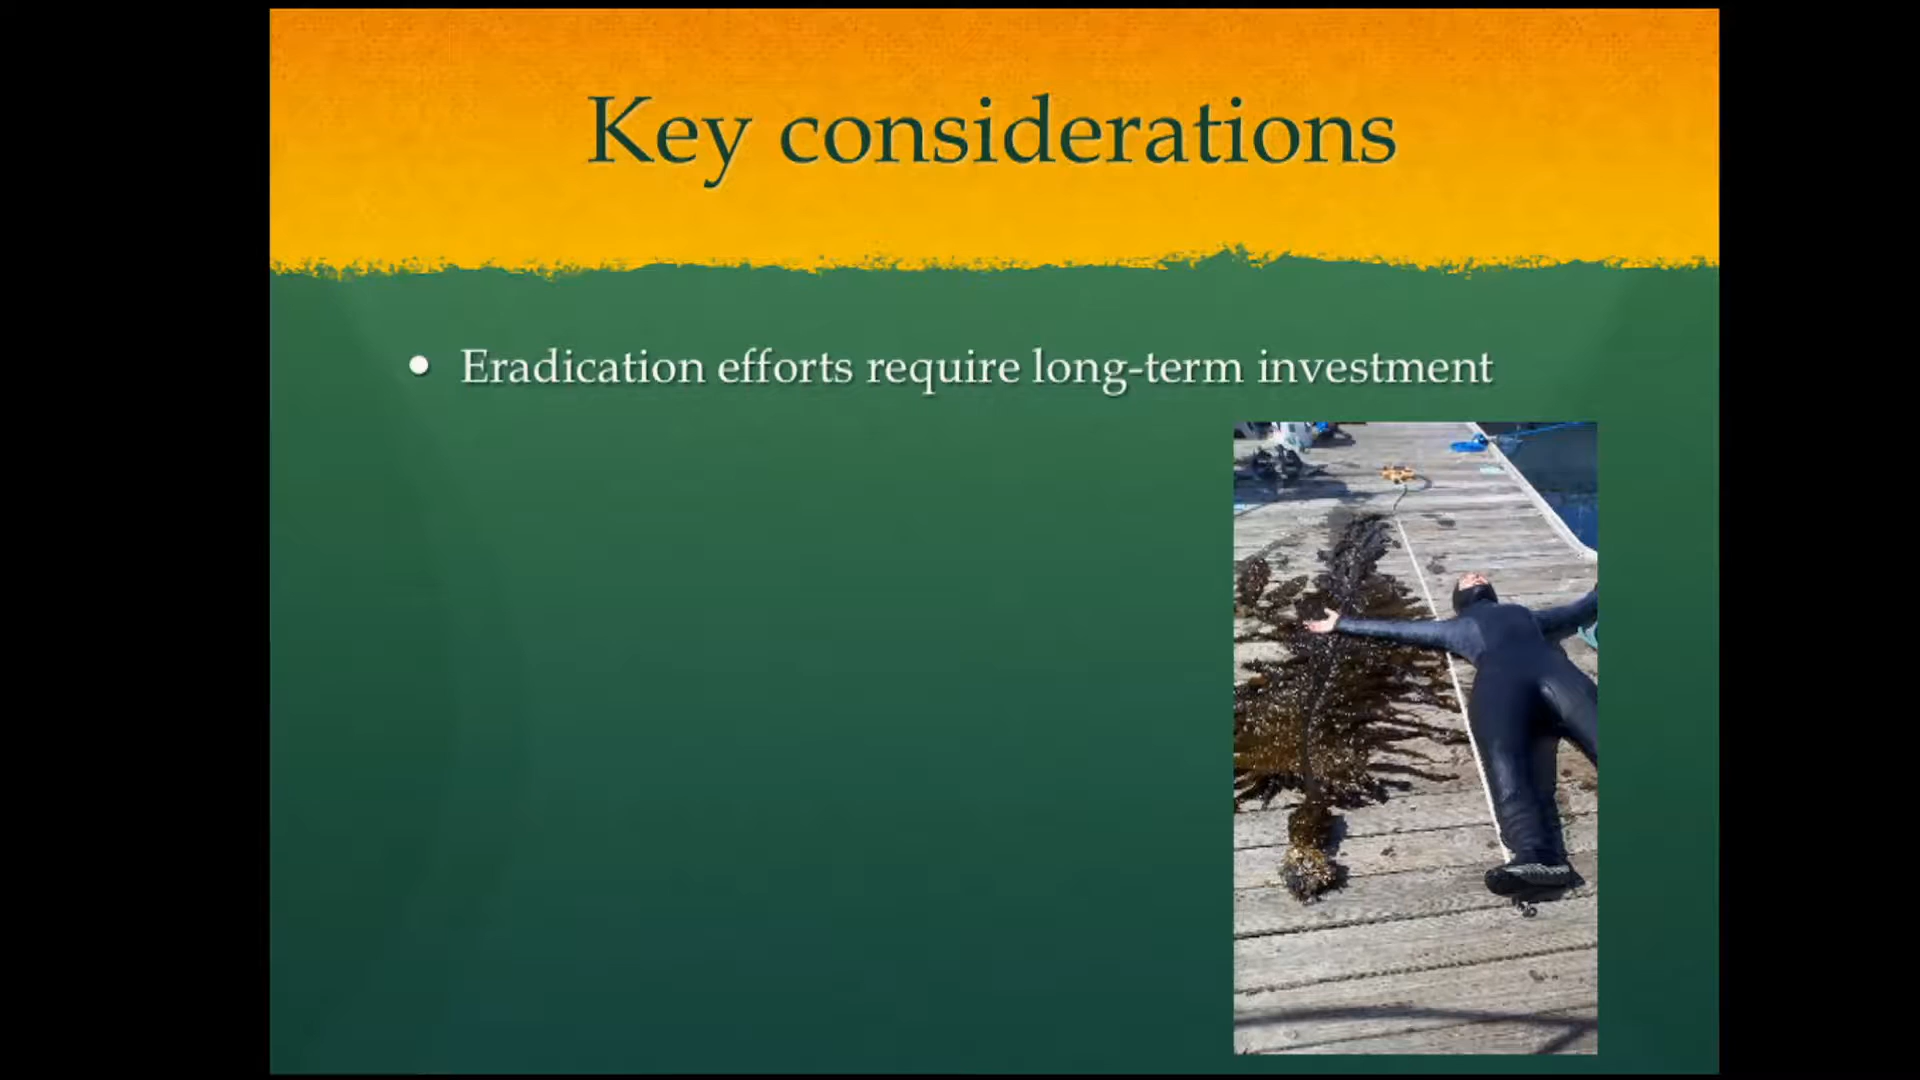 Key considerations
• Eradication efforts require long-term investment